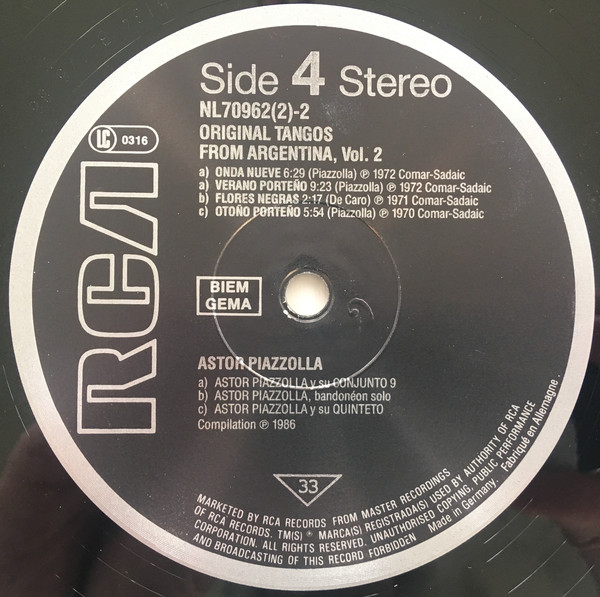 Side 4 Stereo
NL70962(2)-2
ORIGINAL TANGOS
FROM ARGENTINA, Vol. 2
LC 0316
a) ONDA NUEVE 6:29 (Piazzolla) ℗ 1972 Comar-Sadaic
a) VERANO PORTEÑO 9:23 (Piazzolla) ℗ 1972 Comar-Sadaic
b) FLORES NEGRAS 2:17 (De Caro) ℗ 1971 Comar-Sadaic
c) OTOÑO PORTEÑO 5:54 (Piazzolla) ℗ 1970 Comar-Sadaic
RCA
BIEM
GEMA
ASTOR PIAZZOLLA
a) ASTOR PIAZZOLLA y su CONJUNTO 9
b) ASTOR PIAZZOLLA, bandonéon solo
c) ASTOR PIAZZOLLA y su QUINTETO
Compilation ℗ 1986
33
MARKETED BY RCA RECORDS FROM MASTER RECORDINGS
OF RCA RECORDS. TM(S) ® MARCA(S) REGISTRADA(S) USED BY AUTHORITY OF RCA
CORPORATION. ALL RIGHTS RESERVED. UNAUTHORISED COPYING, PUBLIC PERFORMANCE
AND BROADCASTING OF THIS RECORD FORBIDDEN Made in Germany. Fabriqué en Allemagne.